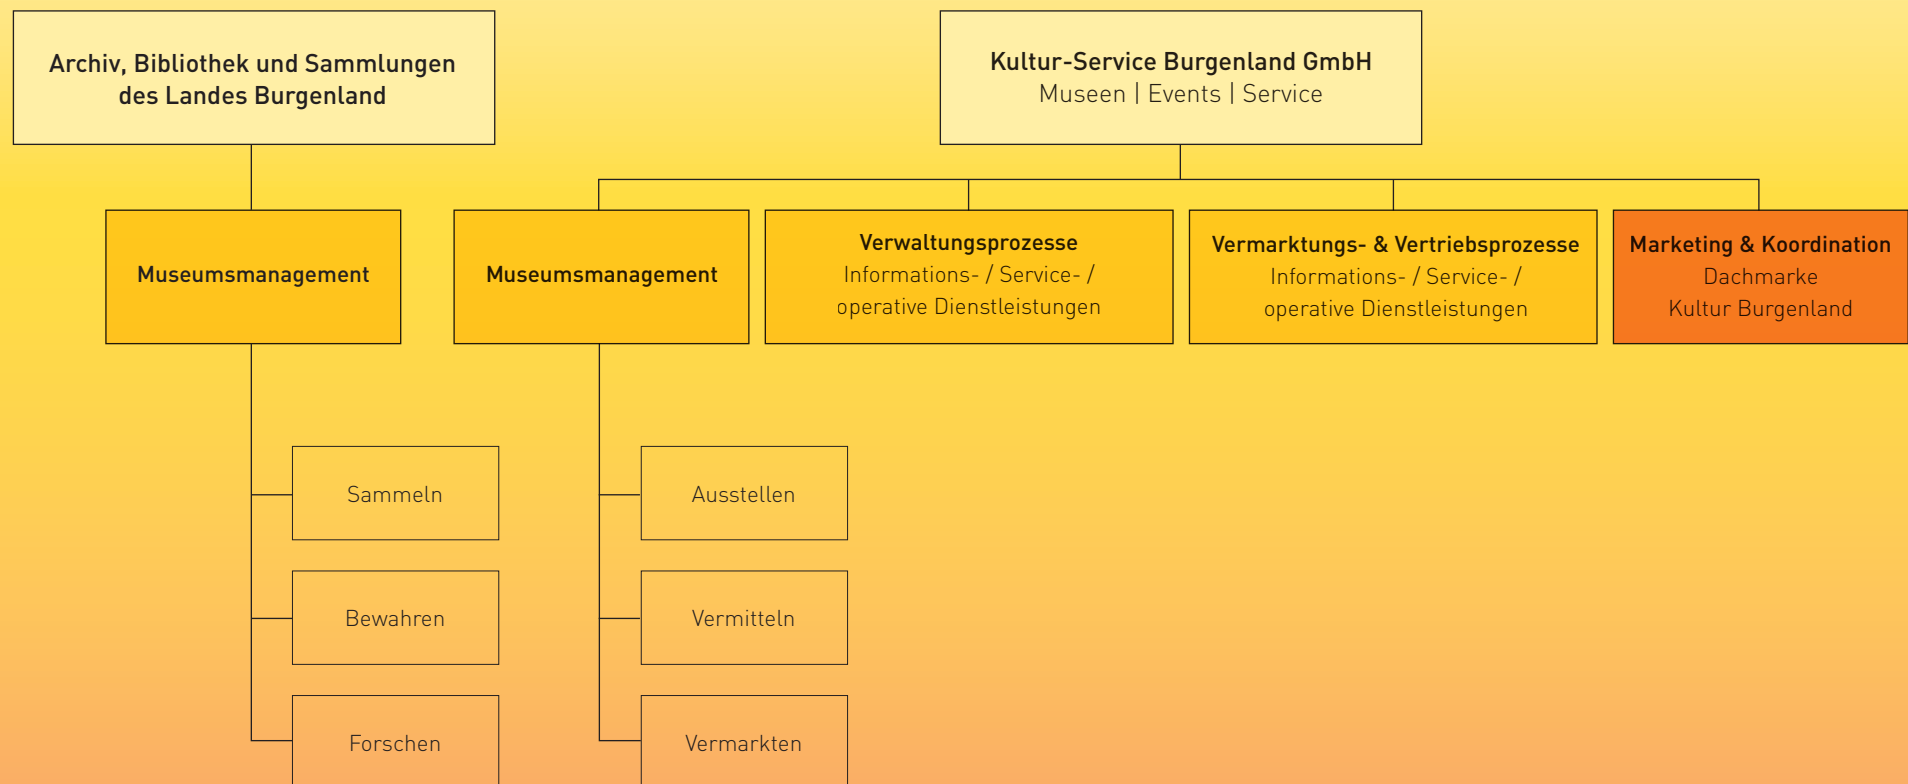 Archiv, Bibliothek und Sammlungen
des Landes Burgenland
Kultur-Service Burgenland GmbH
Museen | Events | Service
Museumsmanagement
Museumsmanagement
Verwaltungsprozesse
Informations- / Service- /
operative Dienstleistungen
Vermarktungs- & Vertriebsprozesse
Informations- / Service- /
operative Dienstleistungen
Marketing & Koordination
Dachmarke
Kultur Burgenland
Sammeln
Bewahren
Forschen
Ausstellen
Vermitteln
Vermarkten